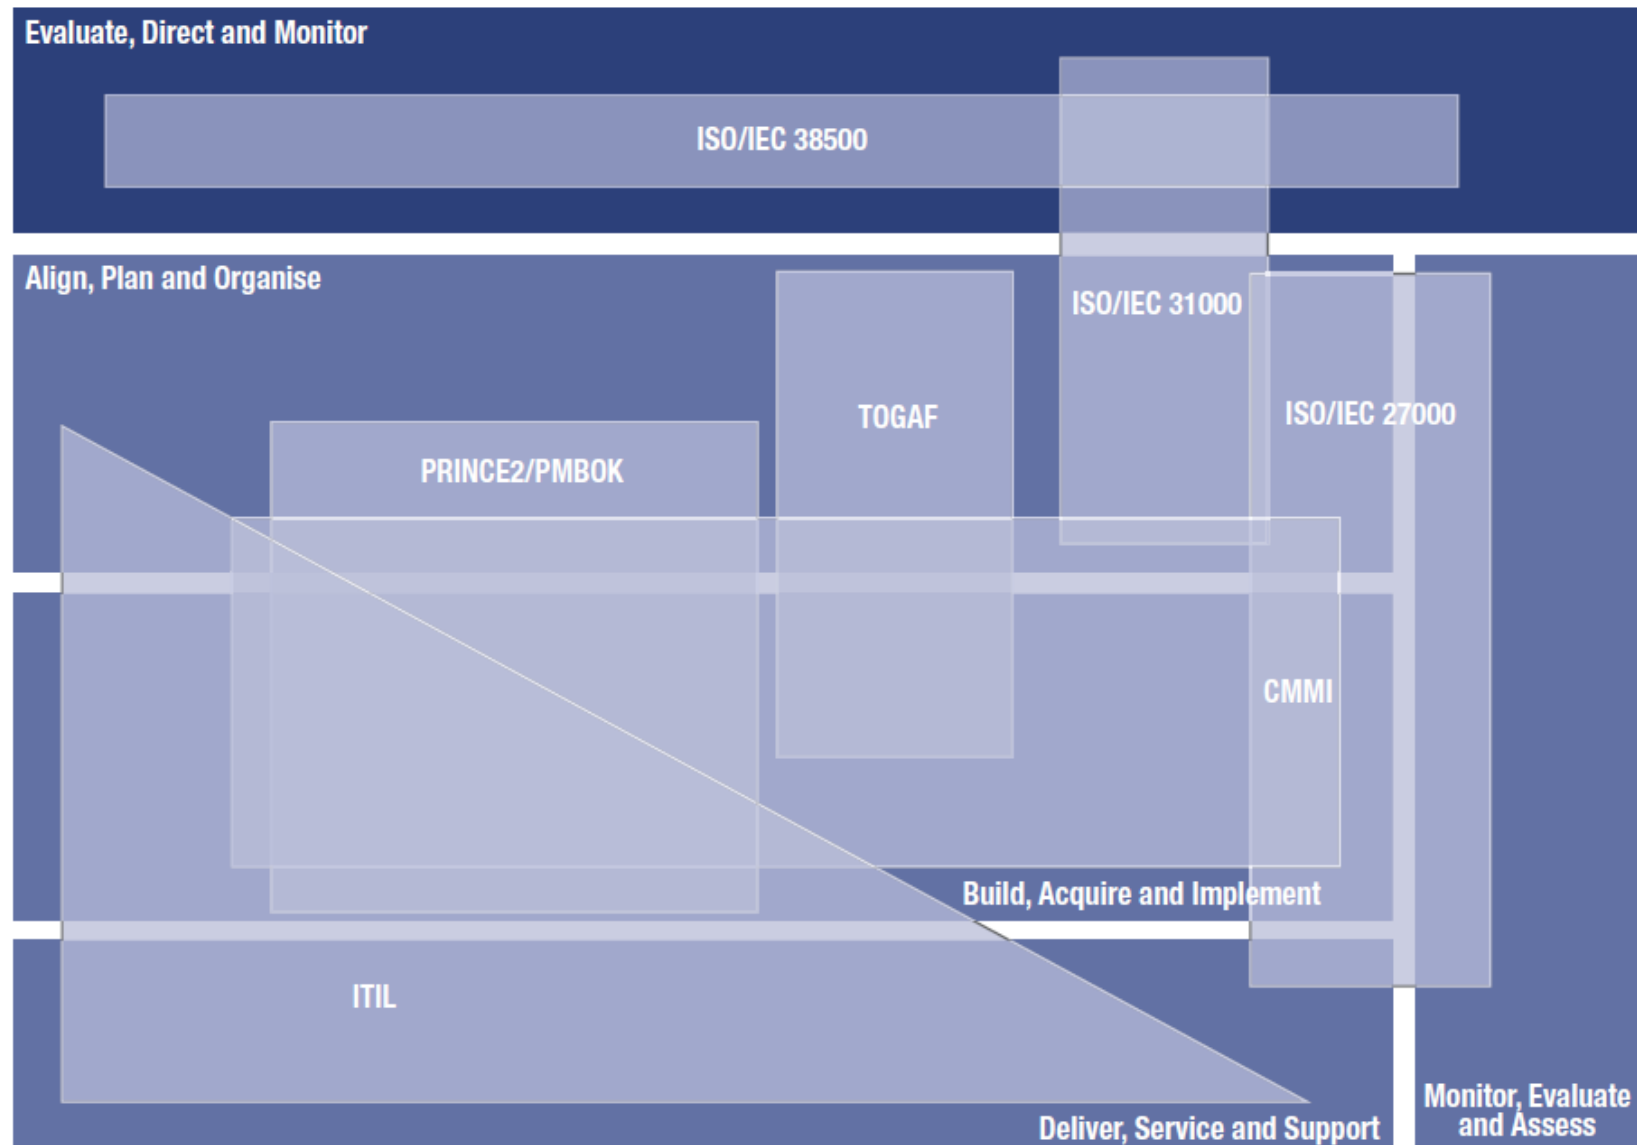 Evaluate, Direct and Monitor
ISO/IEC 38500
Align, Plan and Organise
ISO/IEC 31000
TOGAF
ISO/IEC 27000
PRINCE2/PMBOK
CMMI
Build, Acquire and Implement
ITIL
Monitor, Evaluate
and Assess
Deliver, Service and Support